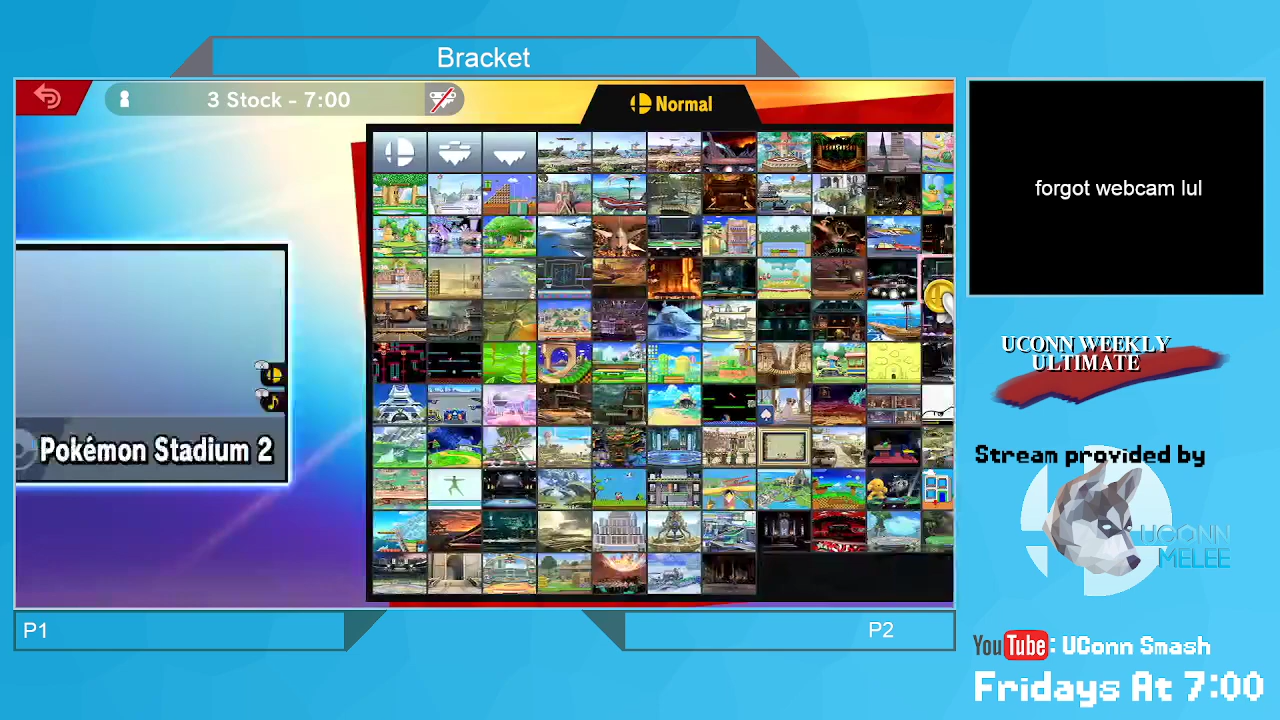 Bracket
3 Stock - 7:00
Normal
Pokémon Stadium 2
forgot webcam lul
UCONN WEEKLY
ULTIMATE
Stream provided by
UCONN
MELEE
P1
P2
YouTube: UConn Smash
Fridays At 7:00